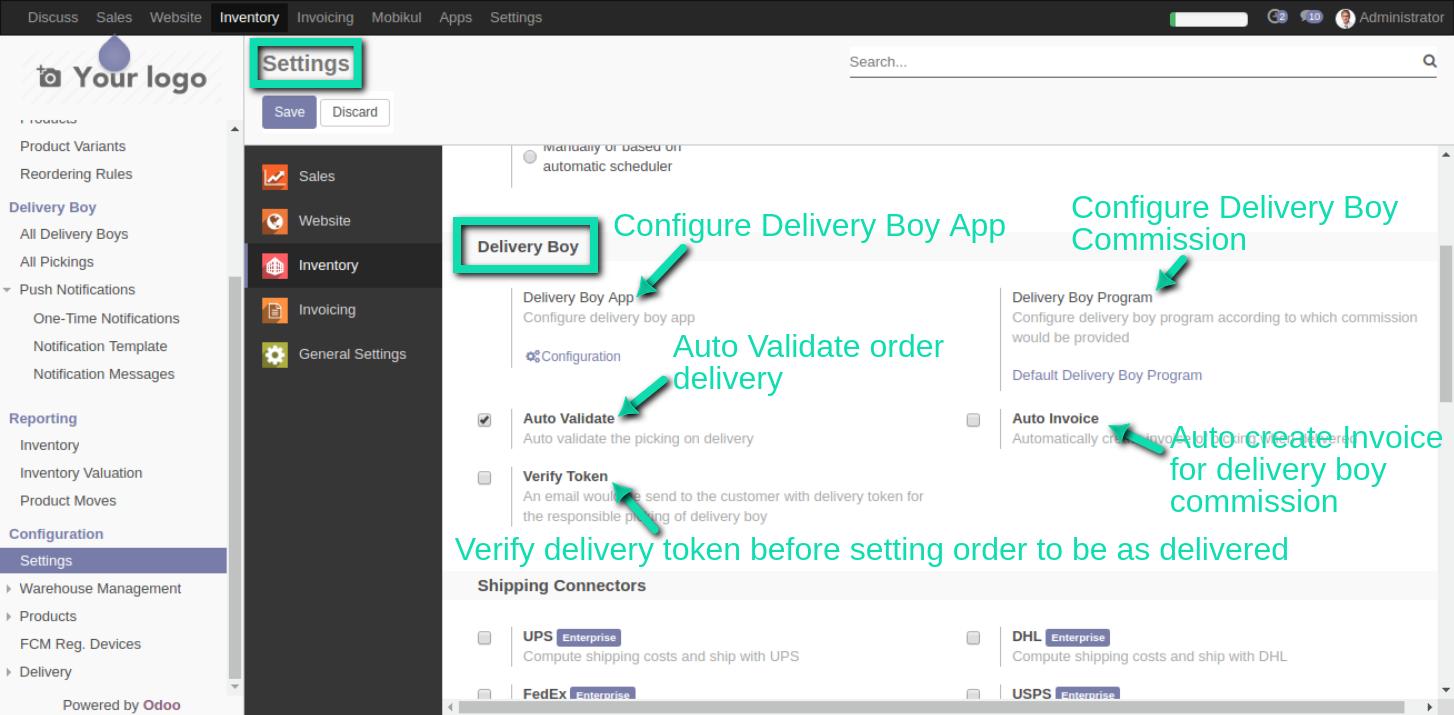 Discuss Sales Website Inventory Invoicing Mobikul Apps Settings 2 10 Administrator
Your logo
Settings
Search...
Save Discard
Products
Product Variants
Reordering Rules
Delivery Boy
All Delivery Boys
All Pickings
Push Notifications
One-Time Notifications
Notification Template
Notification Messages
Reporting
Inventory
Inventory Valuation
Product Moves
Configuration
Settings
Warehouse Management
Products
FCM Reg. Devices
Delivery
Powered by Odoo
Sales
Website
Inventory
Invoicing
General Settings
Manually or based on
automatic scheduler
Delivery Boy
Configure Delivery Boy App
Configure Delivery Boy
Commission
Delivery Boy App
Configure delivery boy app
Configuration
Delivery Boy Program
Configure delivery boy program according to which commission
would be provided
Default Delivery Boy Program
Auto Validate order
delivery
Auto Validate
Auto validate the picking on delivery
Auto Invoice
Automatically create invoice of picking when delivered
Auto create Invoice
for delivery boy
commission
Verify Token
An email would be send to the customer with delivery token for
the responsible picking of delivery boy
Verify delivery token before setting order to be as delivered
Shipping Connectors
UPS Enterprise
Compute shipping costs and ship with UPS
DHL Enterprise
Compute shipping costs and ship with DHL
FedEx Enterprise
USPS Enterprise